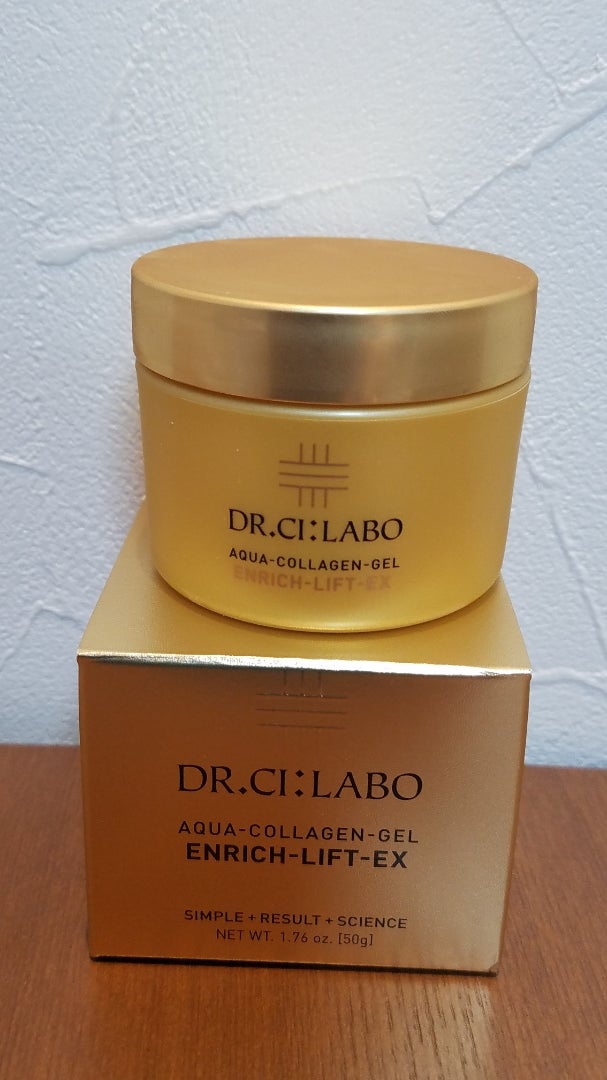 DR.CI:LABO
AQUA-COLLAGEN-GEL
ENRICH-LIFT-EX
DR.CI:LABO
AQUA-COLLAGEN-GEL
ENRICH-LIFT-EX
SIMPLE + RESULT + SCIENCE
NET WT. 1.76 oz. [50g]